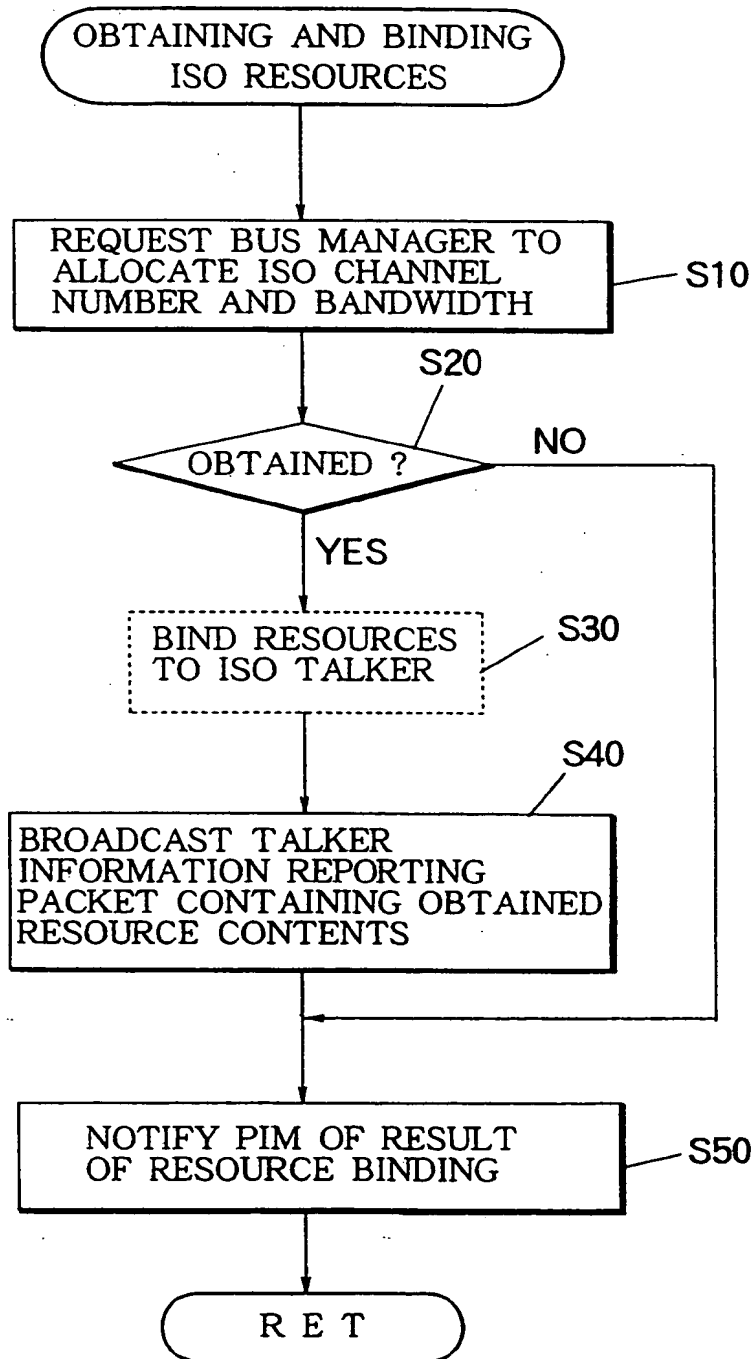 OBTAINING AND BINDING
ISO RESOURCES
REQUEST BUS MANAGER TO
ALLOCATE ISO CHANNEL
NUMBER AND BANDWIDTH
S10
S20
OBTAINED ?
NO
YES
BIND RESOURCES
TO ISO TALKER
S30
S40
BROADCAST TALKER
INFORMATION REPORTING
PACKET CONTAINING OBTAINED
RESOURCE CONTENTS
NOTIFY PIM OF RESULT
OF RESOURCE BINDING
S50
R E T